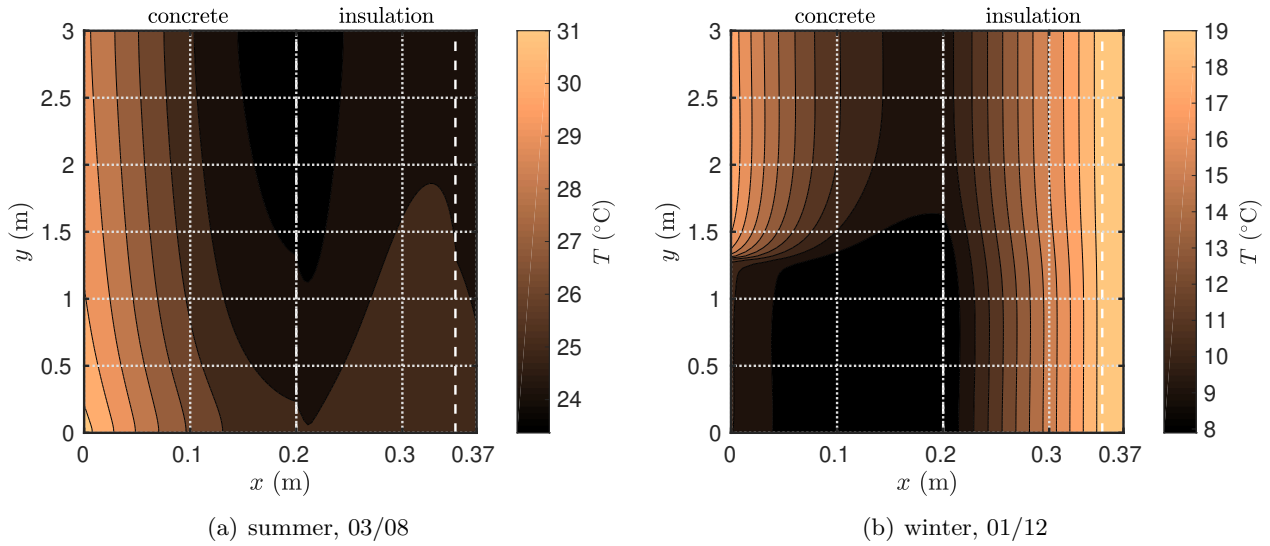 concrete insulation
3
2.5
2
1.5
1
0.5
0
y (m)
0 0.1 0.2 0.3 0.37
x (m)
31
30
29
28
27
26
25
24
T (°C)
(a) summer, 03/08
concrete insulation
3
2.5
2
1.5
1
0.5
0
y (m)
0 0.1 0.2 0.3 0.37
x (m)
19
18
17
16
15
14
13
12
11
10
9
8
T (°C)
(b) winter, 01/12